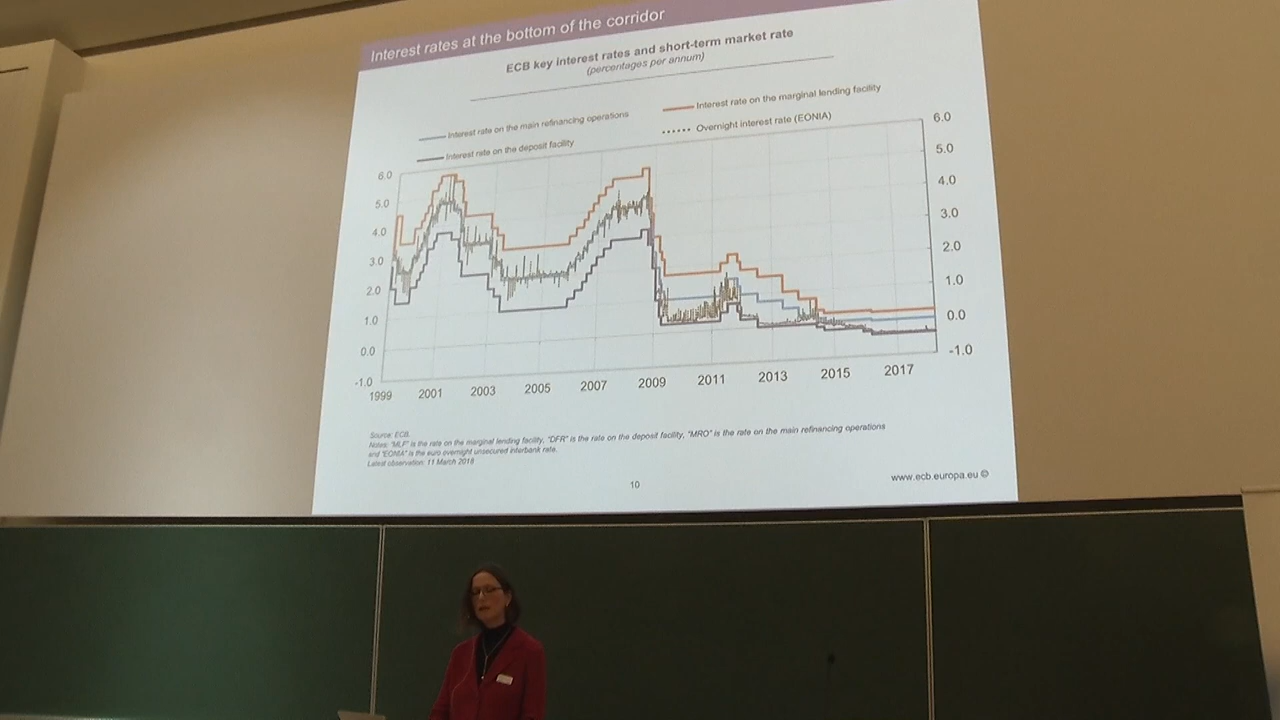 Interest rates at the bottom of the corridor
ECB key interest rates and short-term market rate
(percentages per annum)
Interest rate on the main refinancing operations
Interest rate on the marginal lending facility
Interest rate on the deposit facility
Overnight interest rate (EONIA)
6.0
5.0
4.0
3.0
2.0
1.0
0.0
-1.0
6.0
5.0
4.0
3.0
2.0
1.0
0.0
-1.0
1999 2001 2003 2005 2007 2009 2011 2013 2015 2017
Source: ECB.
Notes: "MLF" is the rate on the marginal lending facility, "DFR" is the rate on the deposit facility, "MRO" is the rate on the main refinancing operations
and "EONIA" is the euro overnight unsecured interbank rate.
Latest observation: 11 March 2018
10
www.ecb.europa.eu ©